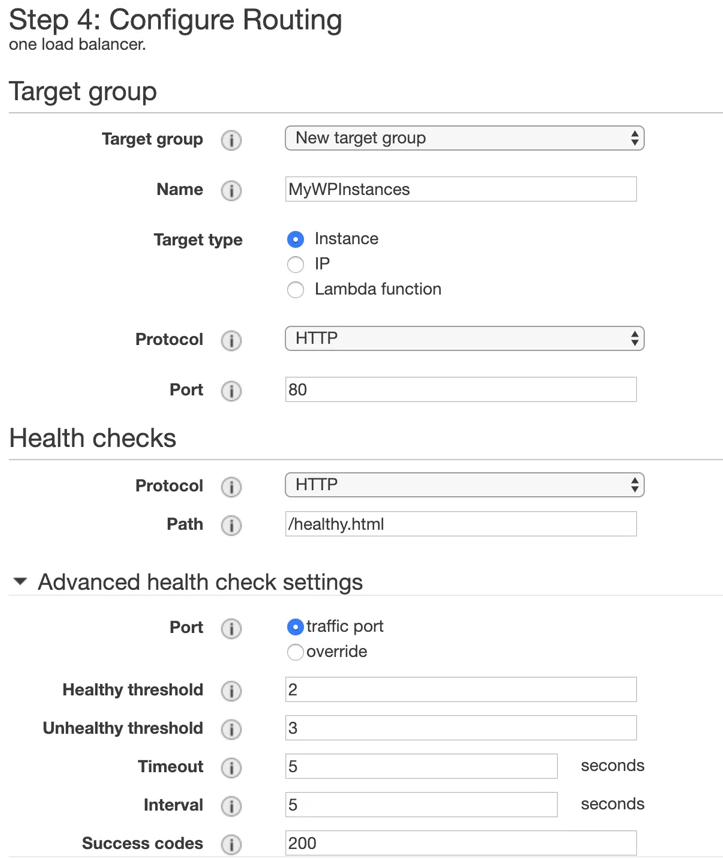 Step 4: Configure Routing
one load balancer.
Target group
Target group i New target group
Name i MyWPInstances
Target type Instance
IP
Lambda function
Protocol i HTTP
Port i 80
Health checks
Protocol i HTTP
Path i /healthy.html
Advanced health check settings
Port i traffic port
override
Healthy threshold i 2
Unhealthy threshold i 3
Timeout i 5 seconds
Interval i 5 seconds
Success codes i 200